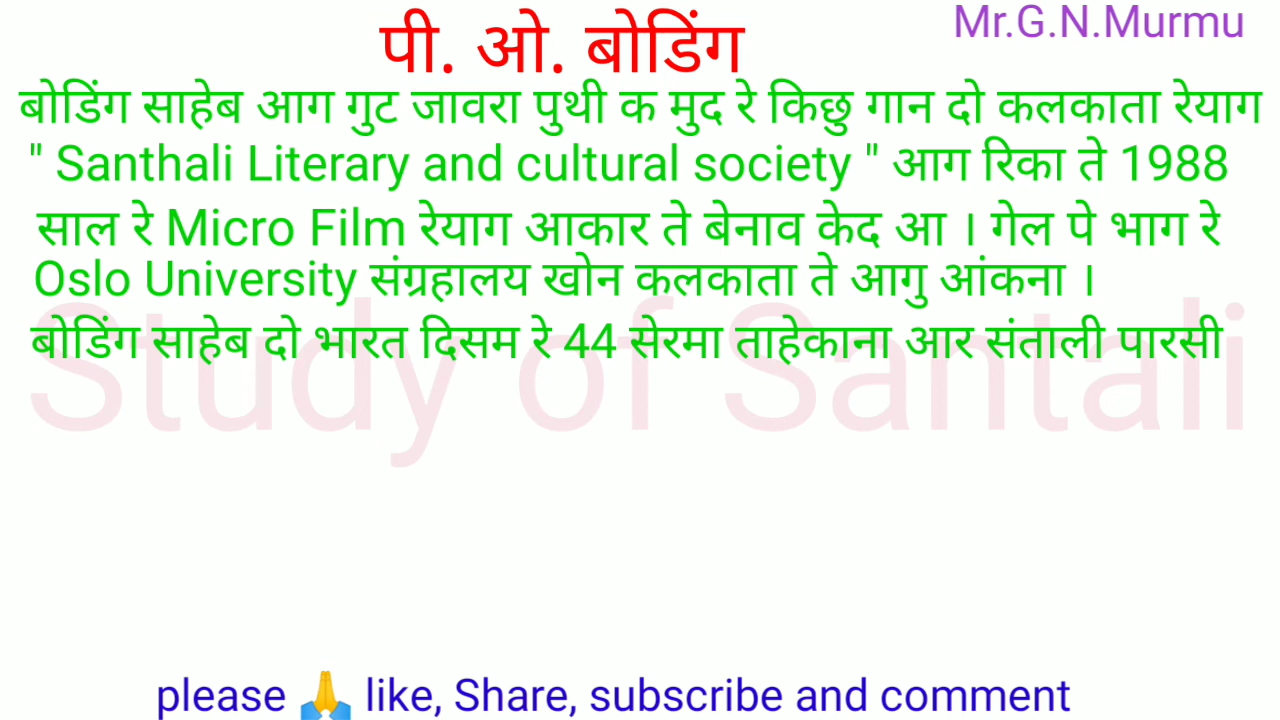 पी. ओ. बोडिंग
Mr.G.N.Murmu
बोडिंग साहेब आग गुट जावरा पुथी क मुद रे किछु गान दो कलकाता रेयाग
" Santhali Literary and cultural society " आग रिका ते 1988
साल रे Micro Film रेयाग आकार ते बेनाव केद आ । गेल पे भाग रे
Oslo University संग्रहालय खोन कलकाता ते आगु आंकना ।
बोडिंग साहेब दो भारत दिसम रे 44 सेरमा ताहेकाना आर संताली पारसी
Study of Santali
please 🙏 like, Share, subscribe and comment